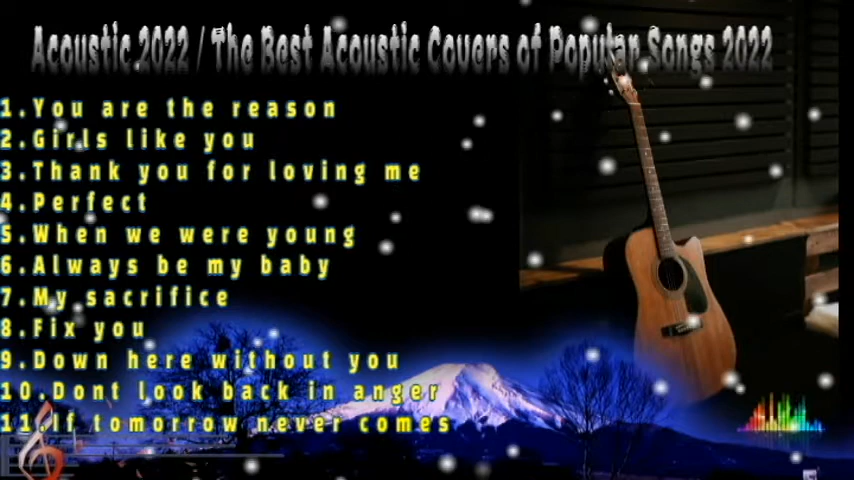 Acoustic 2022 / The Best Acoustic Covers of Popular Songs 2022
1.You are the reason
2.Girls like you
3.Thank you for loving me
4.Perfect
5.When we were young
6.Always be my baby
7.My sacrifice
8.Fix you
9.Down here without you
10.Dont look back in anger
11.If tomorrow never comes